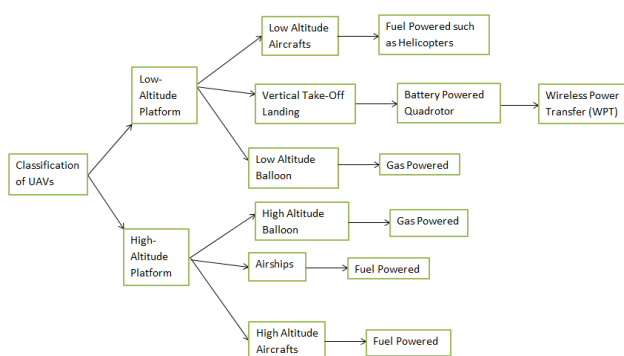 Classification
of UAVs
Low-
Altitude
Platform
Low Altitude
Aircrafts
Fuel Powered such
as Helicopters
Vertical Take-Off
Landing
Battery Powered
Quadrotor
Wireless Power
Transfer (WPT)
Low Altitude
Balloon
Gas Powered
High-
Altitude
Platform
High Altitude
Balloon
Gas Powered
Airships
Fuel Powered
High Altitude
Aircrafts
Fuel Powered